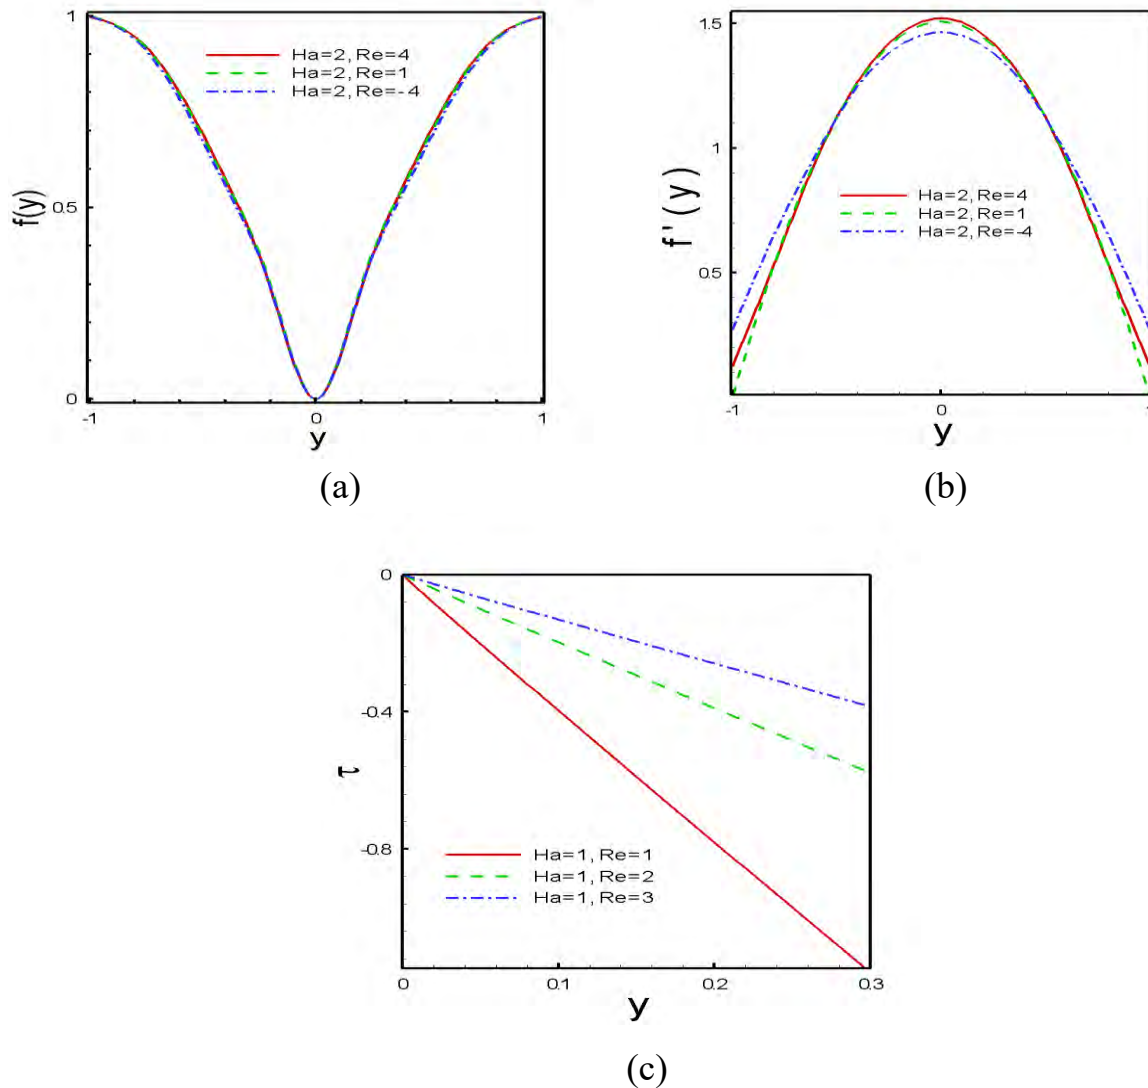 1
Ha=2, Re=4
Ha=2, Re=1
Ha=2, Re=-4
f(y)
0.5
0
-1
0
1
y
(a)
1.5
1
0.5
f'(y)
Ha=2, Re=4
Ha=2, Re=1
Ha=2, Re=-4
-1
0
y
(b)
0
-0.4
-0.8
τ
Ha=1, Re=1
Ha=1, Re=2
Ha=1, Re=3
0
0.1
0.2
0.3
y
(c)